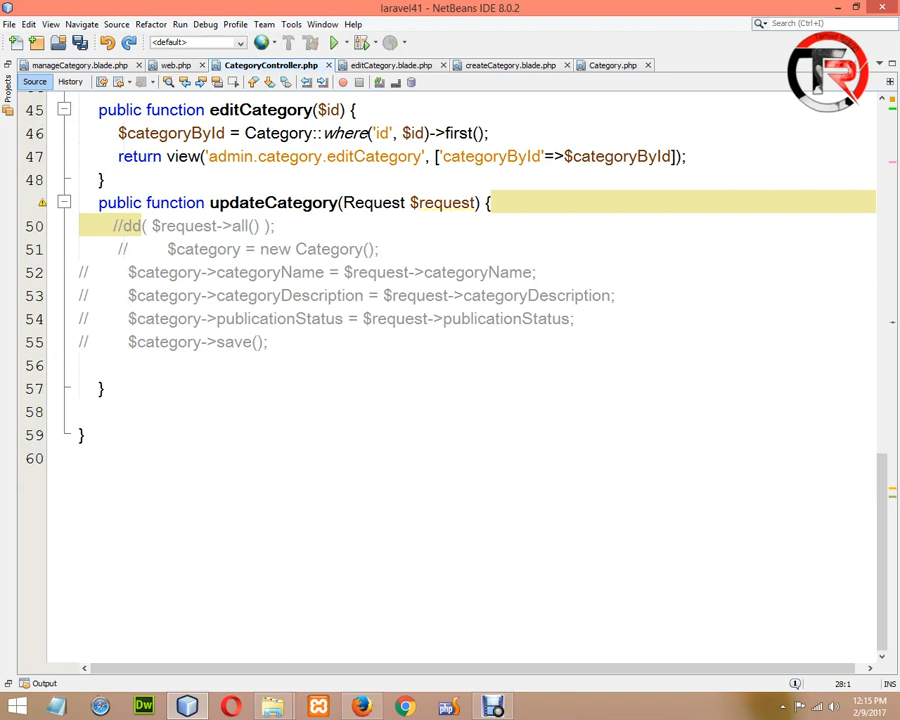 laravel41 - NetBeans IDE 8.0.2
File Edit View Navigate Source Refactor Run Debug Profile Team Tools Window Help
<default>
Search (Ctrl+I)
manageCategory.blade.php web.php CategoryController.php editCategory.blade.php createCategory.blade.php Category.php
Source History
Projects
45 public function editCategory($id) {
46 $categoryById = Category::where('id', $id)->first();
47 return view('admin.category.editCategory', ['categoryById'=>$categoryById]);
48 }
public function updateCategory(Request $request) {
50 //dd( $request->all() );
51 // $category = new Category();
52 // $category->categoryName = $request->categoryName;
53 // $category->categoryDescription = $request->categoryDescription;
54 // $category->publicationStatus = $request->publicationStatus;
55 // $category->save();
56
57 }
58
59 }
60
Output
28:1 INS
Dw
php
12:15 PM
2/9/2017